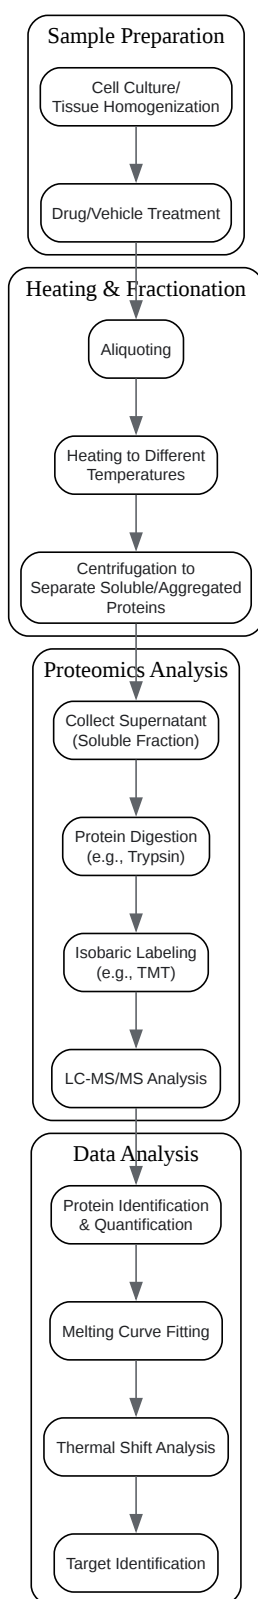 Sample Preparation
Cell Culture/
Tissue Homogenization
Drug/Vehicle Treatment
Heating & Fractionation
Aliquoting
Heating to Different
Temperatures
Centrifugation to
Separate Soluble/Aggregated
Proteins
Proteomics Analysis
Collect Supernatant
(Soluble Fraction)
Protein Digestion
(e.g., Trypsin)
Isobaric Labeling
(e.g., TMT)
LC-MS/MS Analysis
Data Analysis
Protein Identification
& Quantification
Melting Curve Fitting
Thermal Shift Analysis
Target Identification